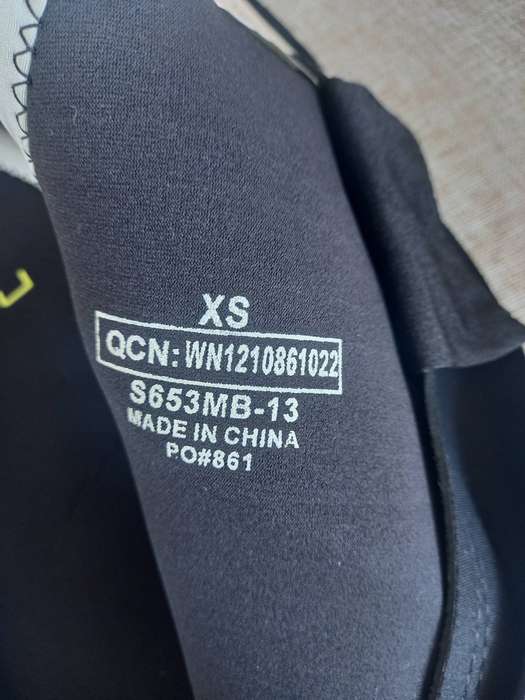 XS
QCN: WN1210861022
S653MB-13
MADE IN CHINA
PO#861